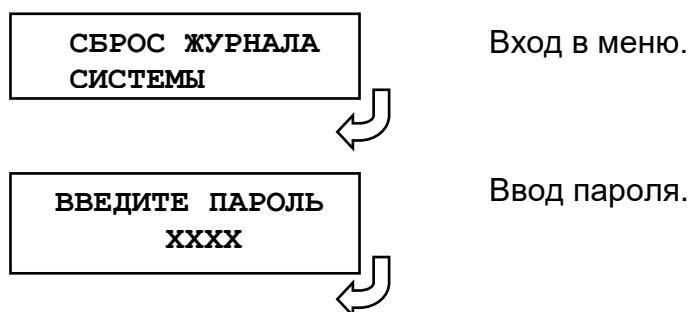 СБРОС ЖУРНАЛА
СИСТЕМЫ
Вход в меню.
ВВЕДИТЕ ПАРОЛЬ
XXXX
Ввод пароля.